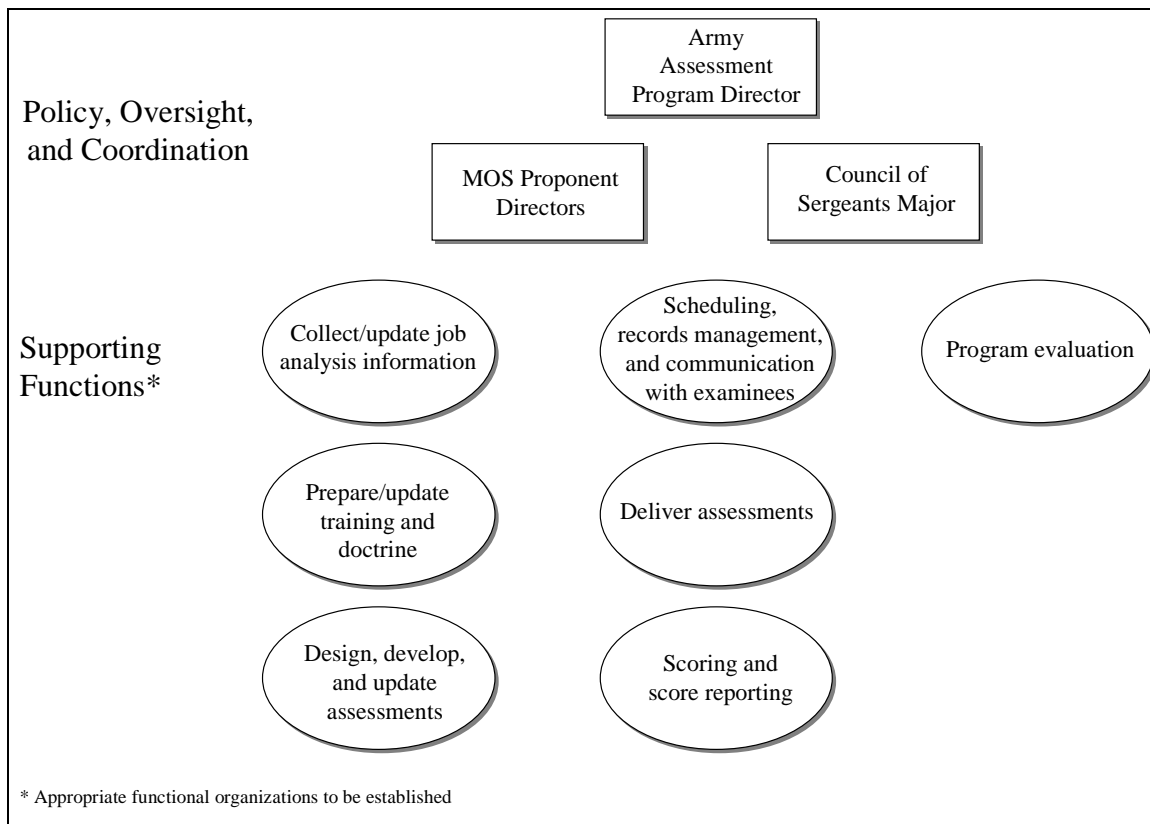 Army
Assessment
Program Director
Policy, Oversight,
and Coordination
MOS Proponent
Directors
Council of
Sergeants Major
Supporting
Functions*
Collect/update job
analysis information
Scheduling,
records management,
and communication
with examinees
Program evaluation
Prepare/update
training and
doctrine
Deliver assessments
Design, develop,
and update
assessments
Scoring and
score reporting
* Appropriate functional organizations to be established